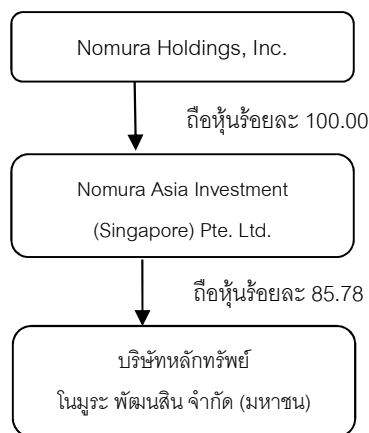 Nomura Holdings, Inc.
ถือหุ้นร้อยละ 100.00
Nomura Asia Investment
(Singapore) Pte. Ltd.
ถือหุ้นร้อยละ 85.78
บริษัทหลักทรัพย์
โนมูระ พัฒนสิน จำกัด (มหาชน)